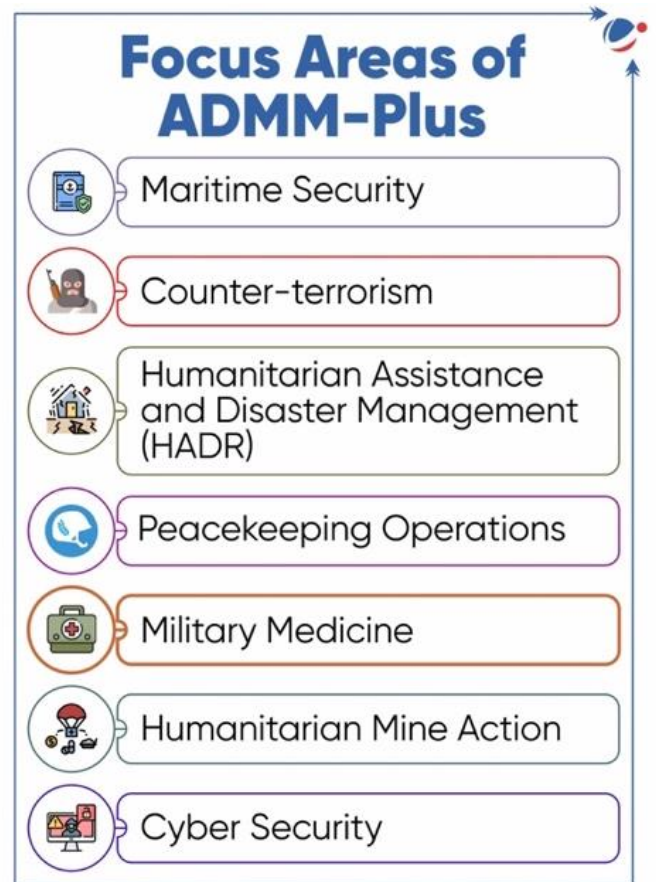 Focus Areas of
ADMM-Plus
Maritime Security
Counter-terrorism
Humanitarian Assistance
and Disaster Management
(HADR)
Peacekeeping Operations
Military Medicine
Humanitarian Mine Action
Cyber Security